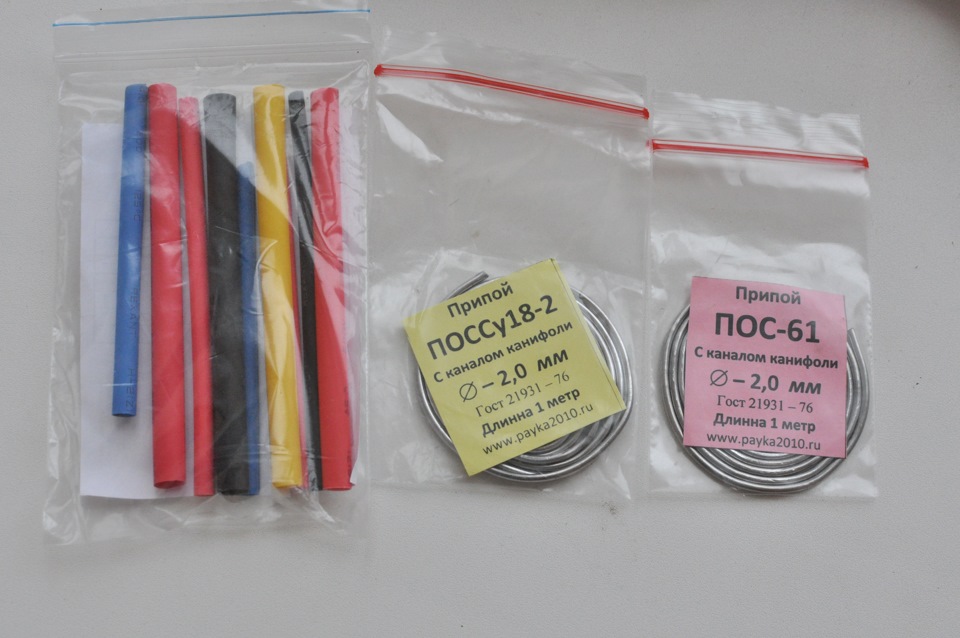 Припой
ПОССу18-2
С каналом канифоли
Ø – 2,0 мм
Гост 21931 – 76
Длинна 1 метр
www.payka2010.ru
Припой
ПОС-61
С каналом канифоли
Ø – 2,0 мм
Гост 21931 – 76
Длинна 1 метр
www.payka2010.ru